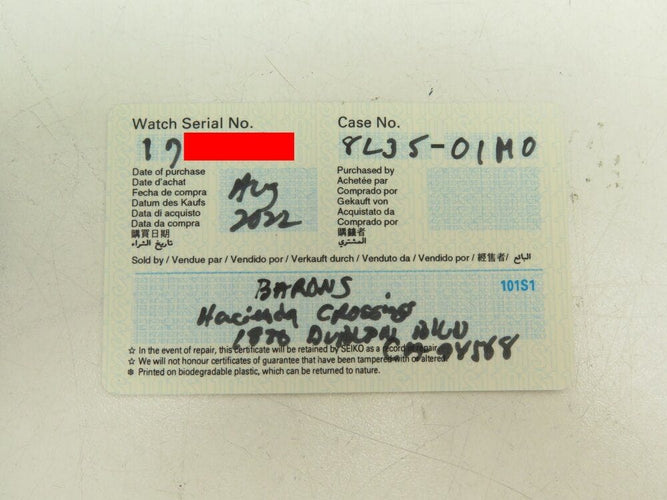 Watch Serial No.
17
Case No.
8L35-01M0
Date of purchase
Date d'achat
Fecha de compra
Datum des Kaufs
Data di acquisto
Data da compra
購買日期
تاريخ الشراء
Aug
2022
Purchased by
Achetée par
Comprado por
Gekauft von
Acquistato da
Comprado por
購錶者
المشتري
Sold by / Vendue par / Vendido por / Verkauft durch / Venduto da / Vendido por / 經售者/ البائع
101S1
BARONS
Hacienda CROSSING
DUBLIN BLVD
94568
☆ In the event of repair, this certificate will be retained by SEIKO as a record of repair.
☆ We will not honour certificates of guarantee that have been tampered with or altered.
❄ Printed on biodegradable plastic, which can be returned to nature.